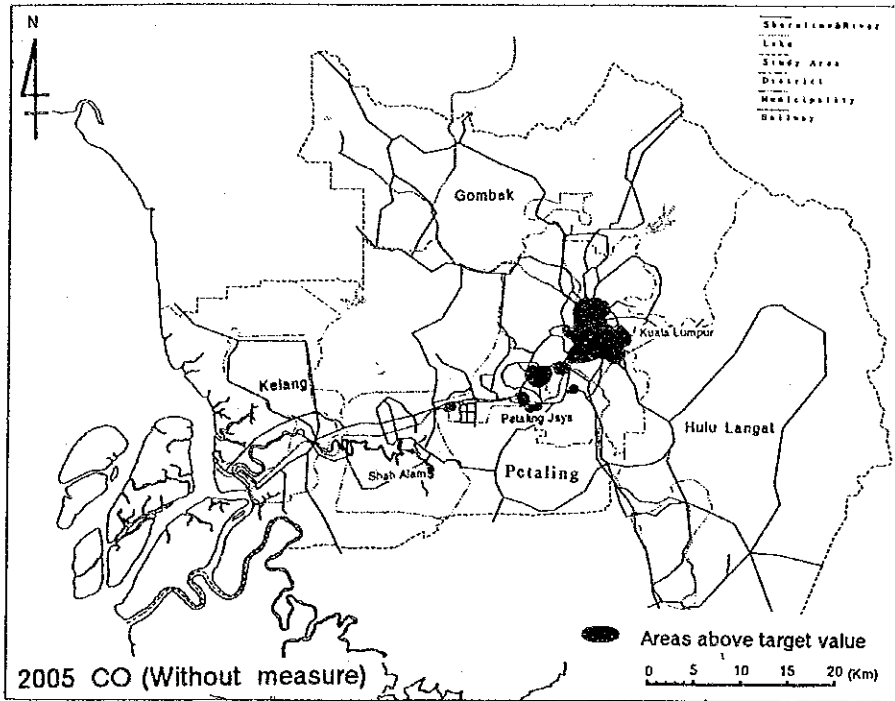 N
Shoreline&River
Lake
Study Area
District
Municipality
Railway
Gombak
Kuala Lumpur
Kelang
Petaling Jaya
Hulu Langat
Shah Alam
Petaling
Areas above target value
2005 CO (Without measure)
0 5 10 15 20 (Km)